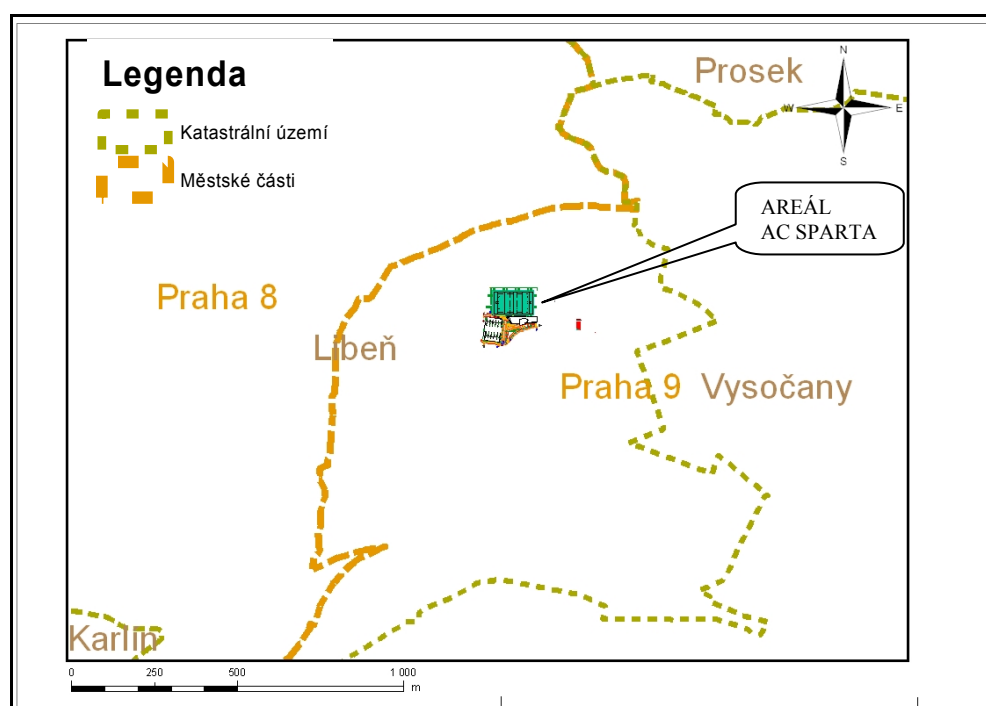 Legenda
Katastrální území
Městské části
Prosek
N
W
E
S
AREÁL
AC SPARTA
Praha 8
Libeň
Praha 9
Vysočany
Karlín
0 250 500 1 000
m